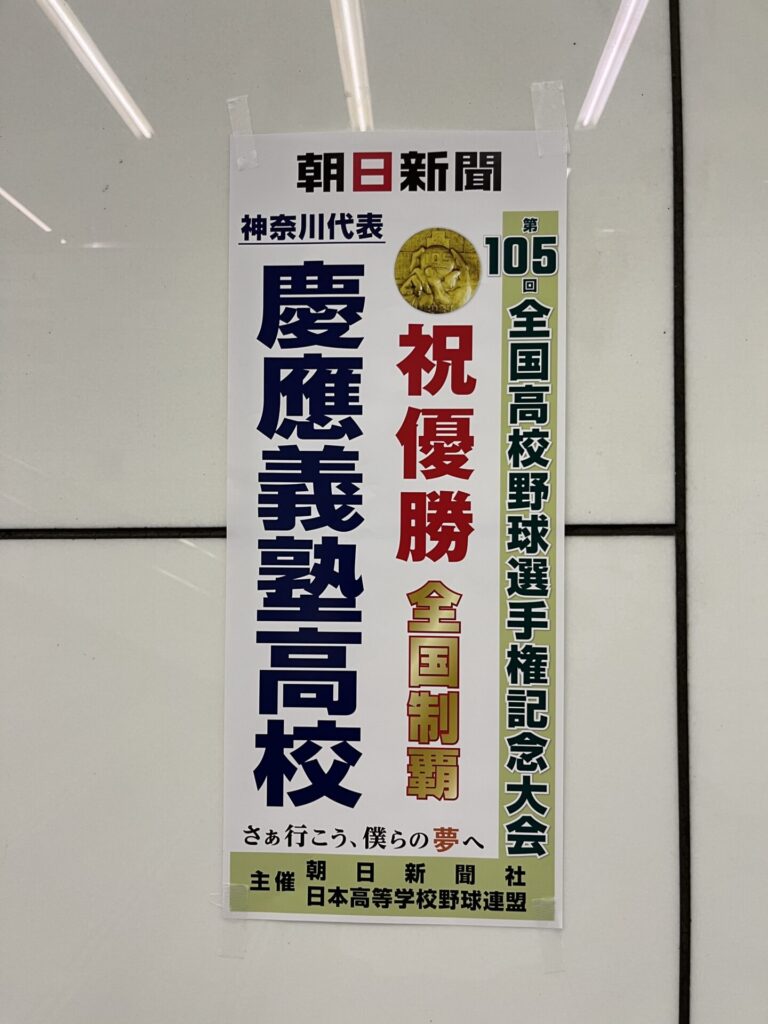 朝日新聞
第105回全国高校野球選手権記念大会
祝優勝 全国制覇
神奈川代表
慶應義塾高校
さぁ行こう、僕らの夢へ
主催 朝日新聞社
日本高等学校野球連盟